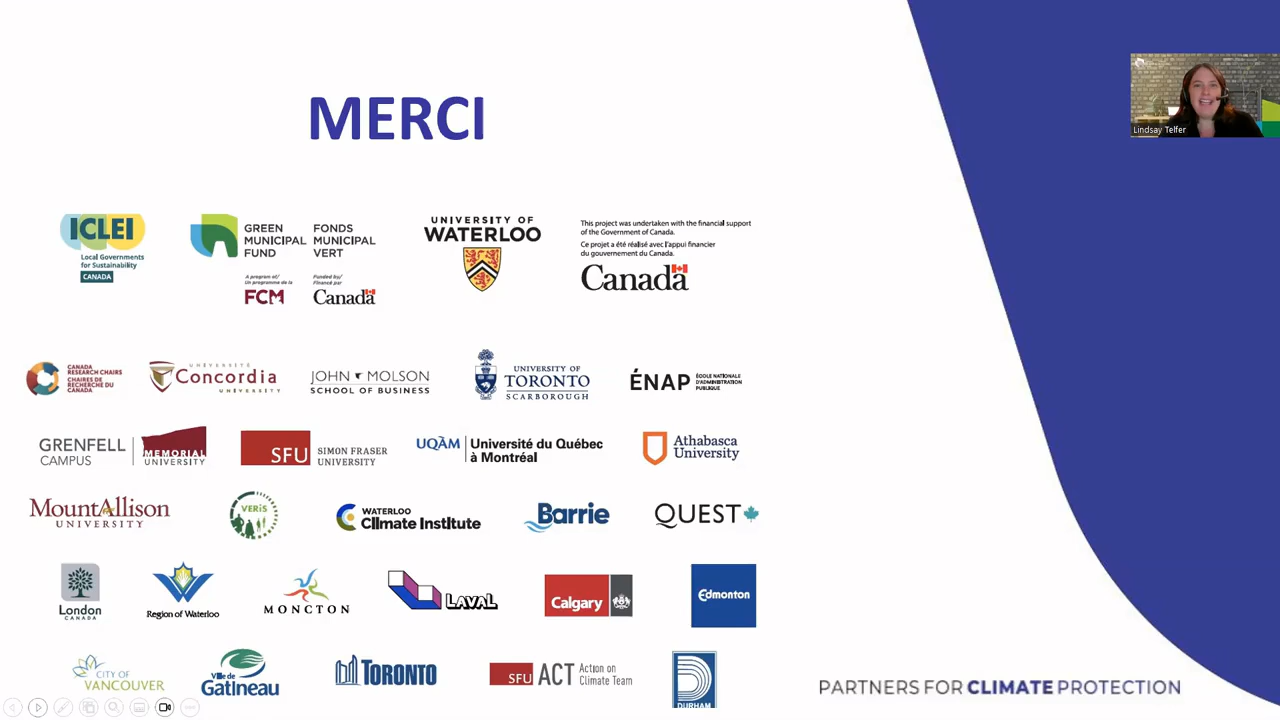 MERCI
Lindsay Telfer
ICLEI
Local Governments
for Sustainability
CANADA
GREEN
MUNICIPAL
FUND
FONDS
MUNICIPAL
VERT
A program of/
Un programme de la
FCM
Funded by/
Financé par
Canada
UNIVERSITY OF
WATERLOO
This project was undertaken with the financial support
of the Government of Canada.
Ce projet a été réalisé avec l'appui financier
du gouvernement du Canada.
Canada
CANADA
RESEARCH CHAIRS
CHAIRES DE
RECHERCHE DU
CANADA
UNIVERSITÉ
Concordia
UNIVERSITY
JOHN MOLSON
SCHOOL OF BUSINESS
UNIVERSITY OF
TORONTO
SCARBOROUGH
ÉNAP
ÉCOLE NATIONALE
D'ADMINISTRATION
PUBLIQUE
GRENFELL
CAMPUS
MEMORIAL
UNIVERSITY
SFU
SIMON FRASER
UNIVERSITY
UQÀM
Université du Québec
à Montréal
Athabasca
University
MountAllison
UNIVERSITY
VERiS
WATERLOO
Climate Institute
Barrie
QUEST
London
CANADA
Region of Waterloo
MONCTON
LAVAL
Calgary
Edmonton
CITY OF
VANCOUVER
Ville de
Gatineau
TORONTO
SFU
ACT
Action on
Climate Team
DURHAM
PARTNERS FOR CLIMATE PROTECTION